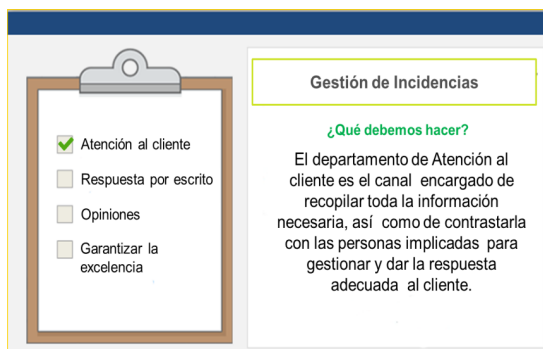 Atención al cliente
Respuesta por escrito
Opiniones
Garantizar la
excelencia
Gestión de Incidencias
¿Qué debemos hacer?
El departamento de Atención al
cliente es el canal encargado de
recopilar toda la información
necesaria, así como de contrastarla
con las personas implicadas para
gestionar y dar la respuesta
adecuada al cliente.